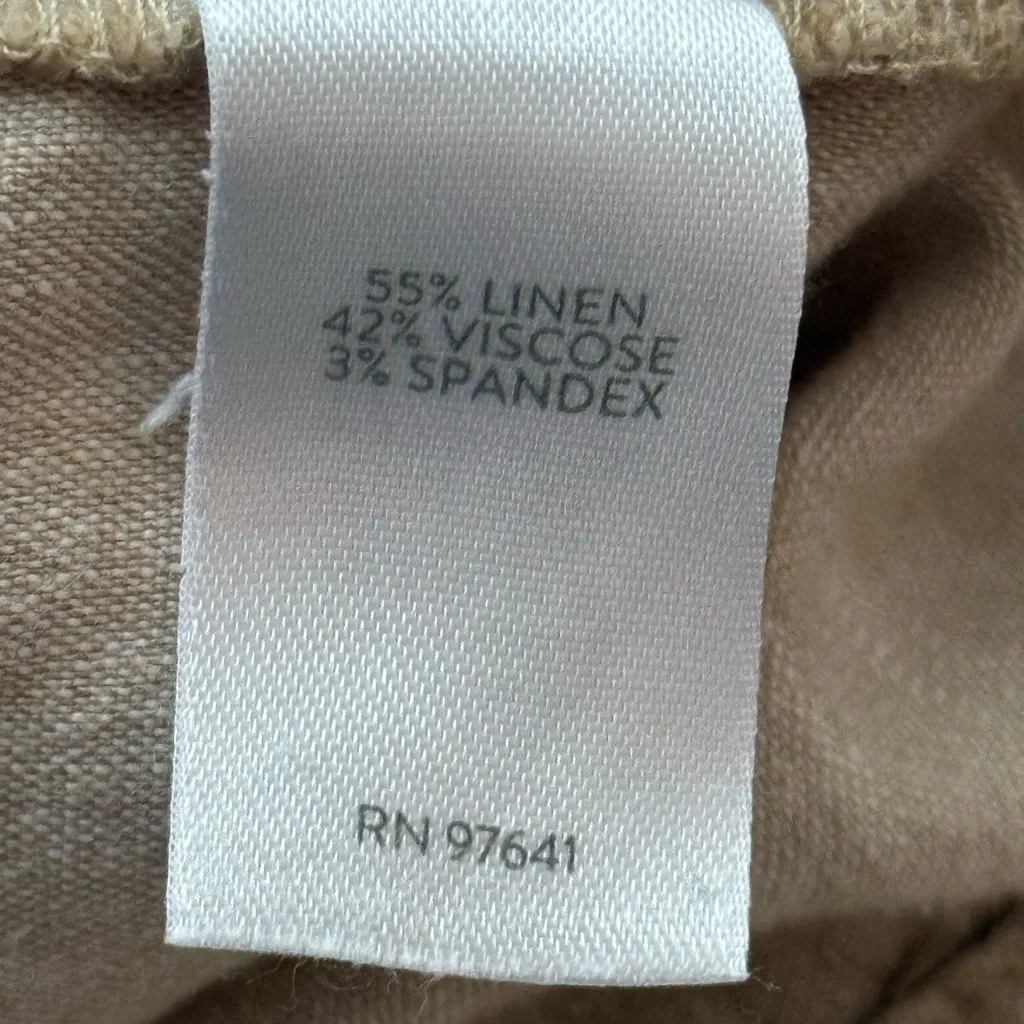 55% LINEN
42% VISCOSE
3% SPANDEX
RN 97641